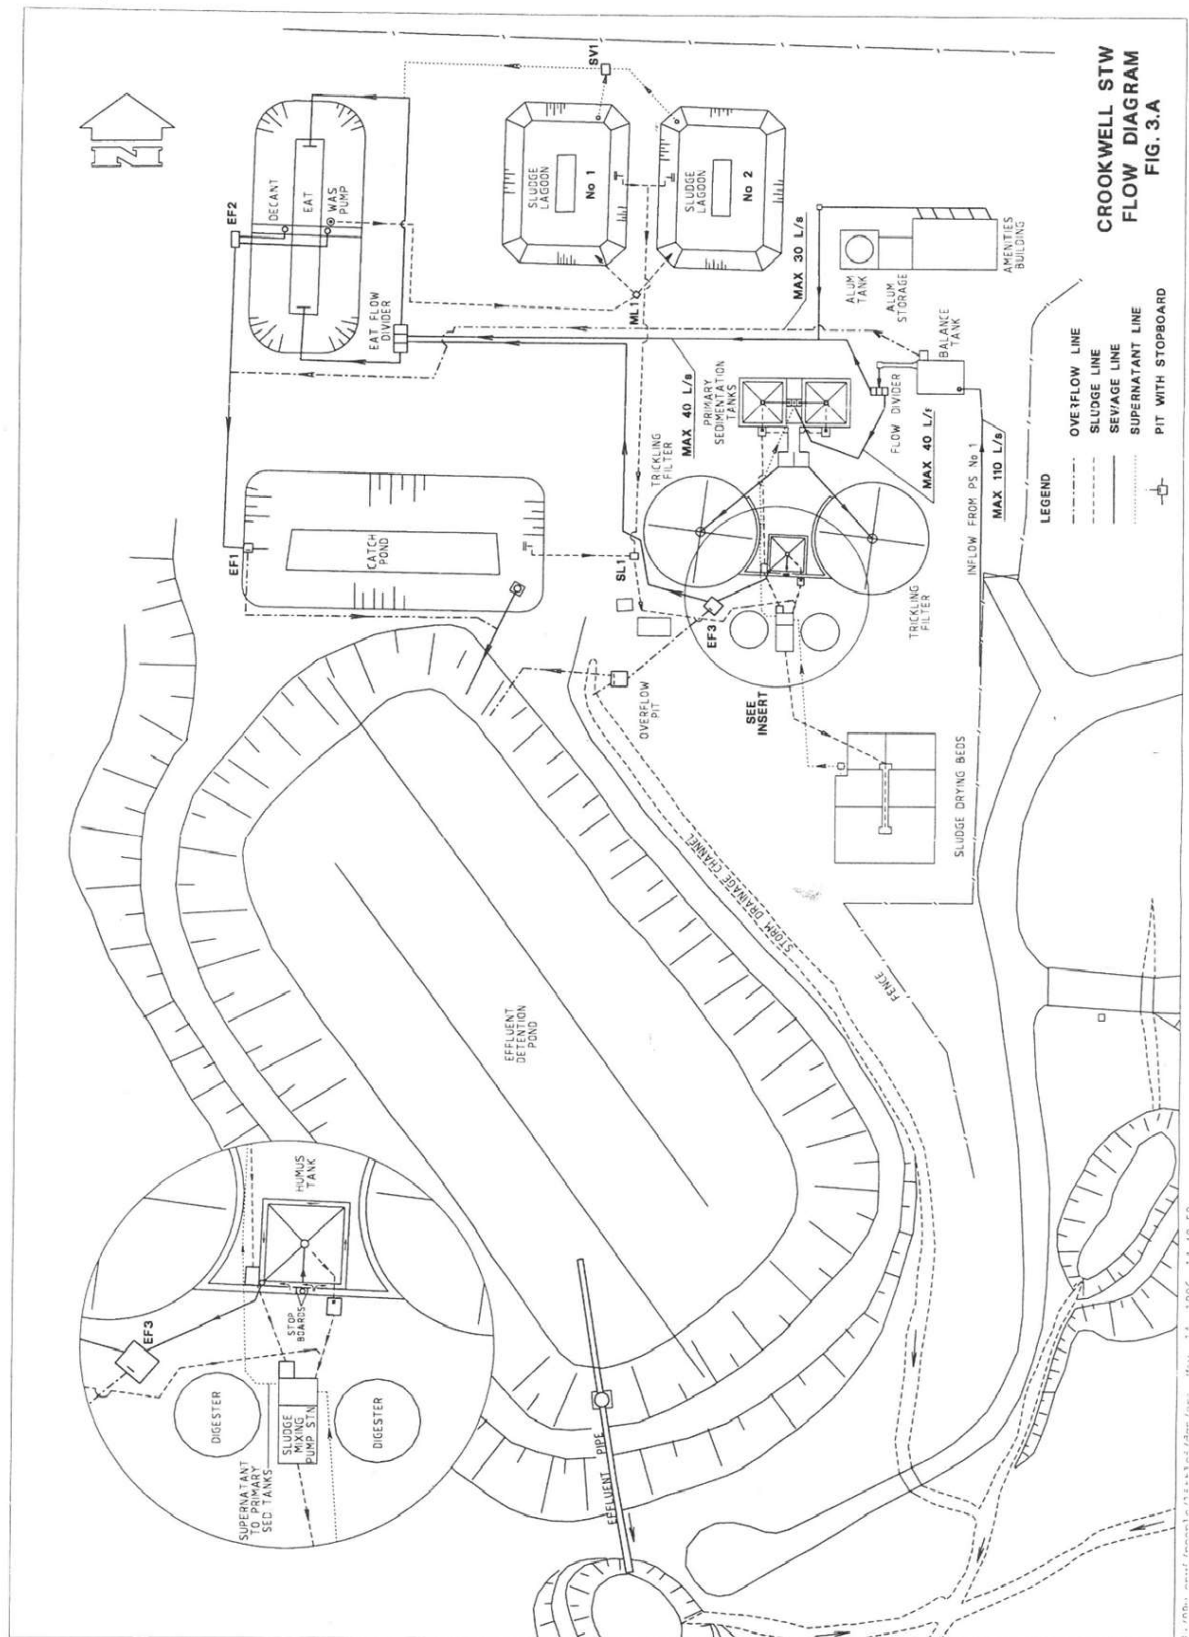 CROOKWELL STW
FLOW DIAGRAM
FIG. 3.A
N
EF2
DECANT
EAT
WAS
PUMP
EAT FLOW
DIVIDER
SV1
SLUDGE
LAGOON
No 1
SLUDGE
LAGOON
No 2
ML1
MAX 30 L/s
ALUM
TANK
ALUM
STORAGE
AMENITIES
BUILDING
BALANCE
TANK
MAX 40 L/s
PRIMARY
SEDIMENTATION
TANKS
FLOW DIVIDER
MAX 40 L/s
INFLOW FROM PS No 1
MAX 110 L/s
TRICKLING
FILTER
TRICKLING
FILTER
EF1
CATCH
POND
SL1
EF3
OVERFLOW
PIT
SEE
INSERT
SLUDGE DRYING BEDS
STORM DRAINAGE CHANNEL
FENCE
EFFLUENT
DETENTION
POND
EFFLUENT PIPE
HUMUS
TANK
STOP
BOARDS
EF3
DIGESTER
SLUDGE
MIXING
PUMP STN
DIGESTER
SUPERNATANT
TO PRIMARY
SED TANKS
LEGEND
OVERFLOW LINE
SLUDGE LINE
SEWAGE LINE
SUPERNATANT LINE
PIT WITH STOPBOARD